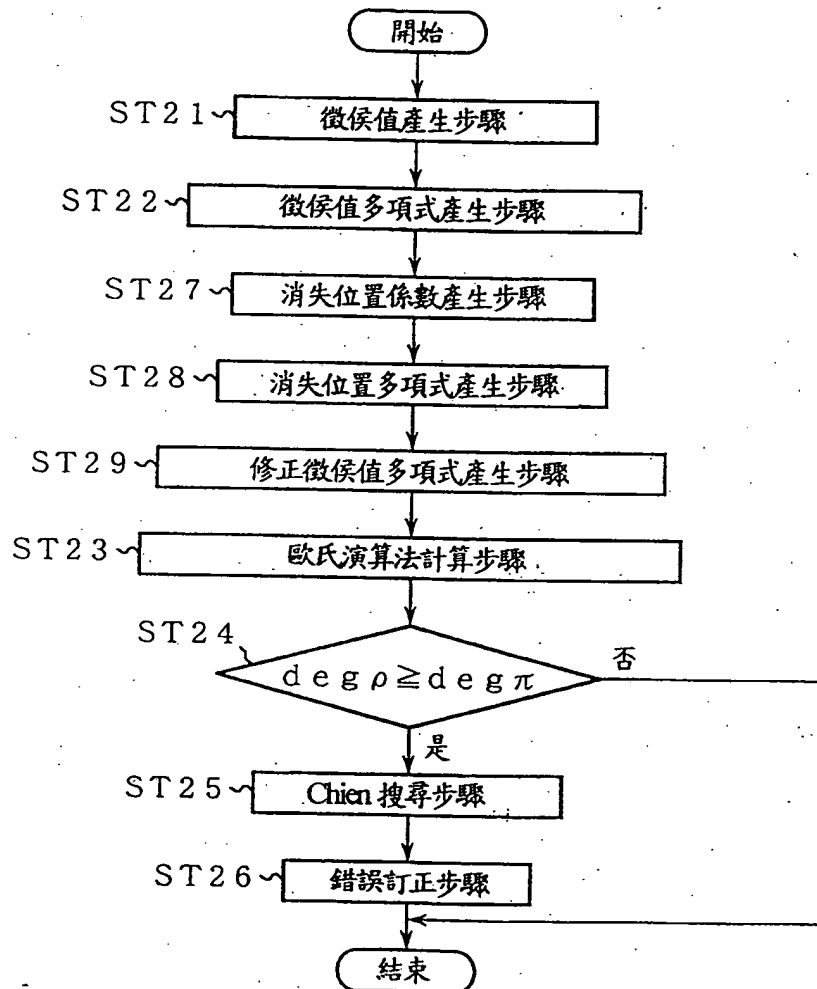 開始
ST21
徵侯值產生步驟
ST22
徵侯值多項式產生步驟
ST27
消失位置係數產生步驟
ST28
消失位置多項式產生步驟
ST29
修正徵侯值多項式產生步驟
ST23
歐氏演算法計算步驟
ST24
deg ρ≧deg π
否
是
ST25
Chien 搜尋步驟
ST26
錯誤訂正步驟
結束